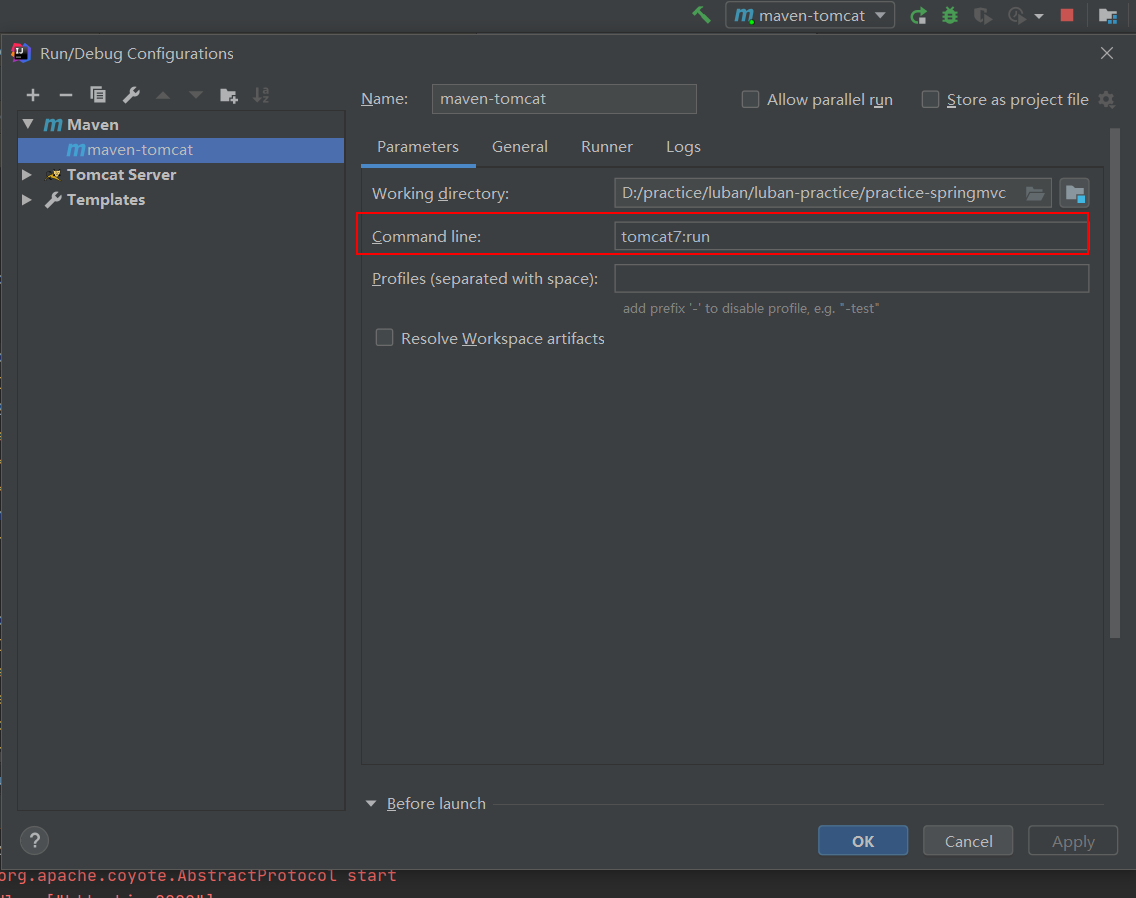 maven-tomcat
Run/Debug Configurations
Name: maven-tomcat Allow parallel run Store as project file
Maven
maven-tomcat
Tomcat Server
Templates
Parameters General Runner Logs
Working directory: D:/practice/luban/luban-practice/practice-springmvc
Command line: tomcat7:run
Profiles (separated with space):
add prefix '-' to disable profile, e.g. "-test"
Resolve Workspace artifacts
Before launch
? OK Cancel Apply
org.apache.coyote.AbstractProtocol start